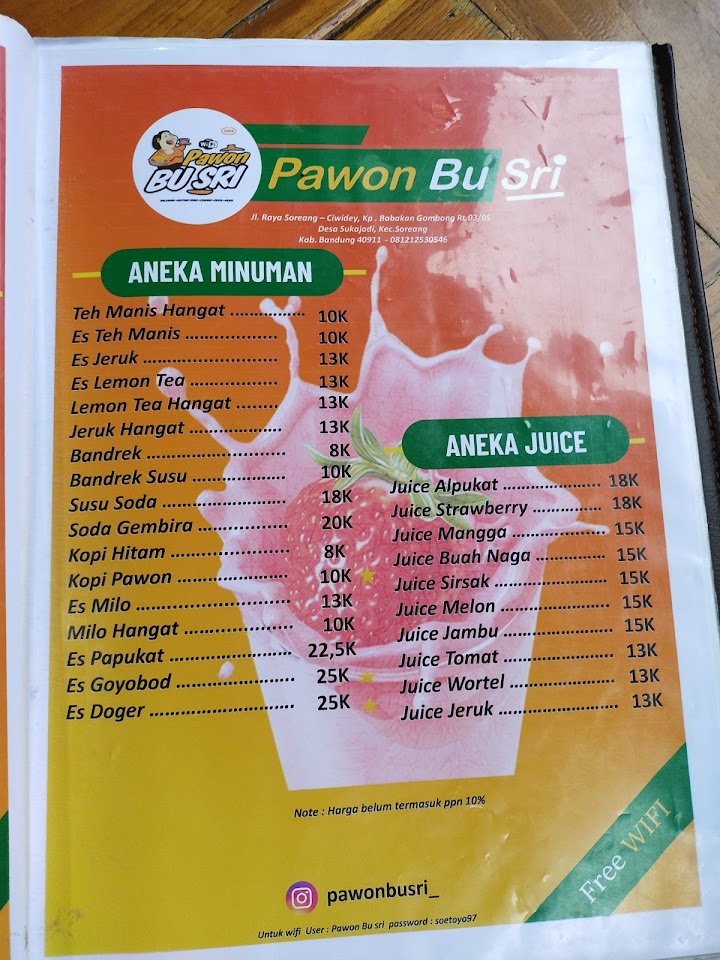 WiFi
Pawon
BU SRI
Pawon Bu Sri
Jl. Raya Soreang – Ciwidey, Kp . Babakan Gombong Rt.03/05
Desa Sukajadi, Kec.Soreang
Kab. Bandung 40911 - 081212530546
ANEKA MINUMAN
Teh Manis Hangat ................ 10K
Es Teh Manis .................. 10K
Es Jeruk .......................... 13K
Es Lemon Tea ................. 13K
Lemon Tea Hangat ........ 13K
Jeruk Hangat .................. 13K
Bandrek ........................... 8K
Bandrek Susu .................. 10K
Susu Soda ........................ 18K
Soda Gembira .................. 20K
Kopi Hitam ....................... 8K
Kopi Pawon ...................... 10K
Es Milo .............................. 13K
Milo Hangat ..................... 10K
Es Papukat ........................ 22,5K
Es Goyobod ....................... 25K
Es Doger ............................ 25K
ANEKA JUICE
Juice Alpukat .................... 18K
Juice Strawberry .............. 18K
Juice Mangga .................... 15K
Juice Buah Naga .............. 15K
Juice Sirsak ....................... 15K
Juice Melon ...................... 15K
Juice Jambu ...................... 15K
Juice Tomat ...................... 13K
Juice Wortel ..................... 13K
Juice Jeruk ........................ 13K
Note : Harga belum termasuk ppn 10%
Free WIFI
pawonbusri_
Untuk wifi User : Pawon Bu sri password : soetoyo97